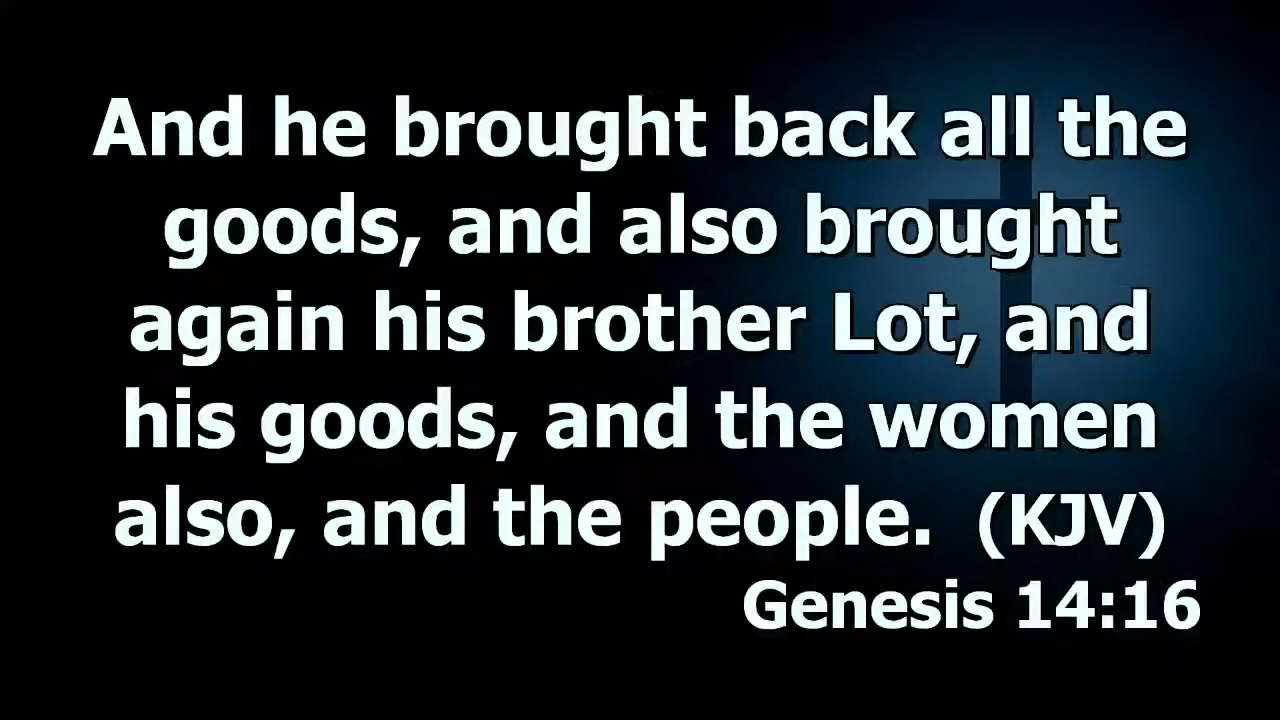 And he brought back all the
goods, and also brought
again his brother Lot, and
his goods, and the women
also, and the people. (KJV)
Genesis 14:16